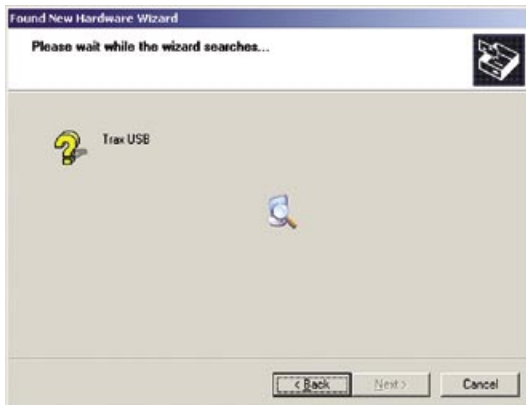 Found New Hardware Wizard
Please wait while the wizard searches...
Trax USB
< Back Next > Cancel